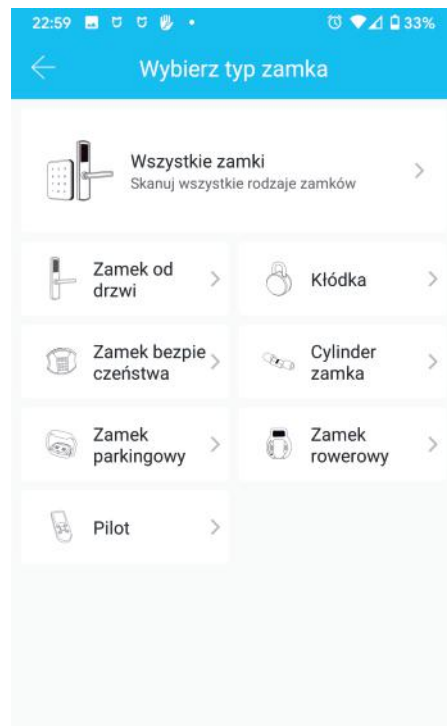 22:59 33%
Wybierz typ zamka
Wszystkie zamki
Skanuj wszystkie rodzaje zamków
Zamek od
drzwi
Kłódka
Zamek bezpie
czeństwa
Cylinder
zamka
Zamek
parkingowy
Zamek
rowerowy
Pilot